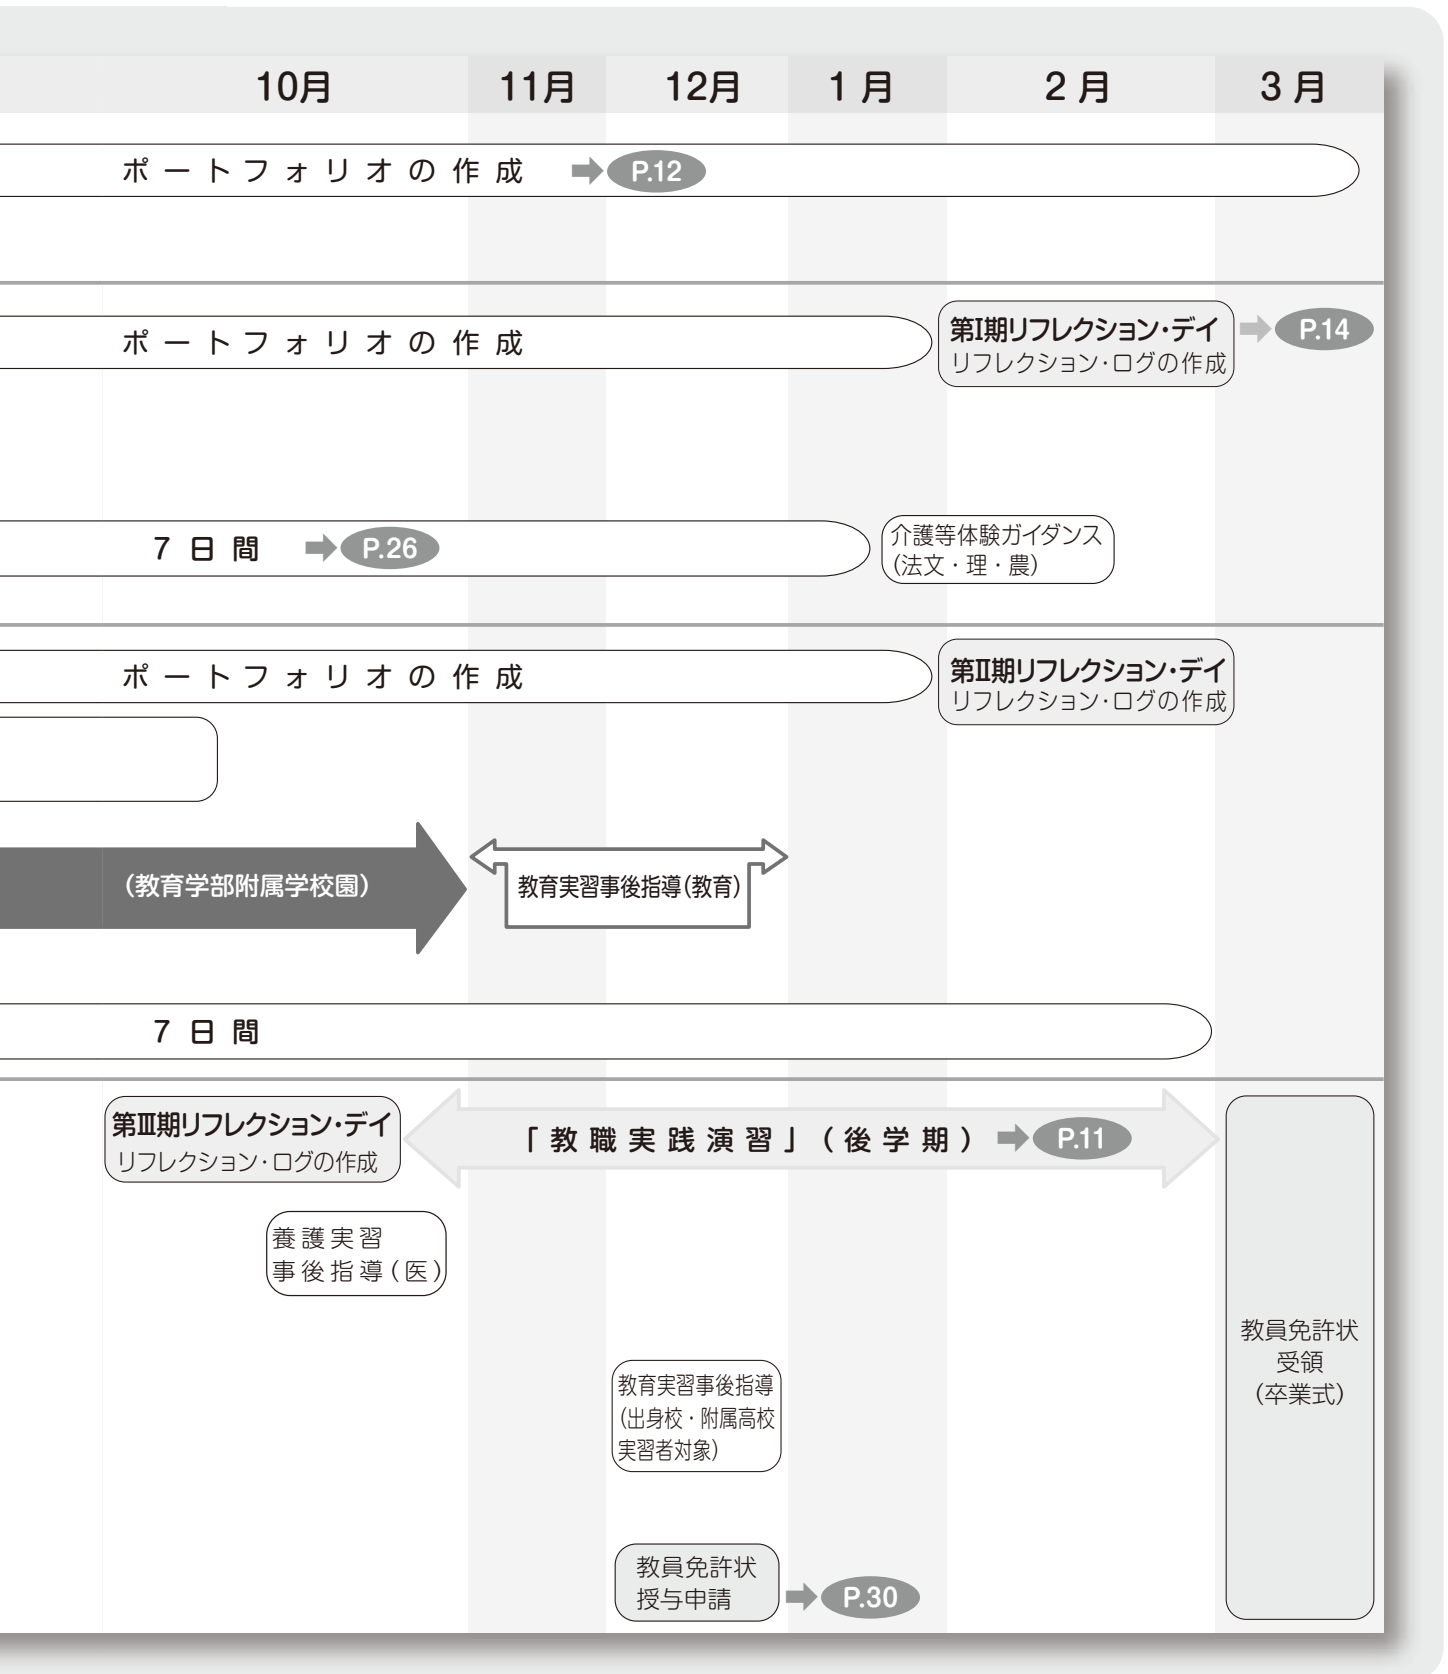 10月 11月 12月 1月 2月 3月
ポートフォリオの作成 P.12
ポートフォリオの作成
第Ⅰ期リフレクション・デイ P.14
リフレクション・ログの作成
7日間 P.26
介護等体験ガイダンス
（法文・理・農）
ポートフォリオの作成
第Ⅱ期リフレクション・デイ
リフレクション・ログの作成
（教育学部附属学校園）
教育実習事後指導（教育）
7日間
第Ⅲ期リフレクション・デイ
リフレクション・ログの作成
「教職実践演習」（後学期） P.11
養護実習
事後指導（医）
教員免許状
受領
（卒業式）
教育実習事後指導
（出身校・附属高校
実習者対象）
教員免許状
授与申請
P.30